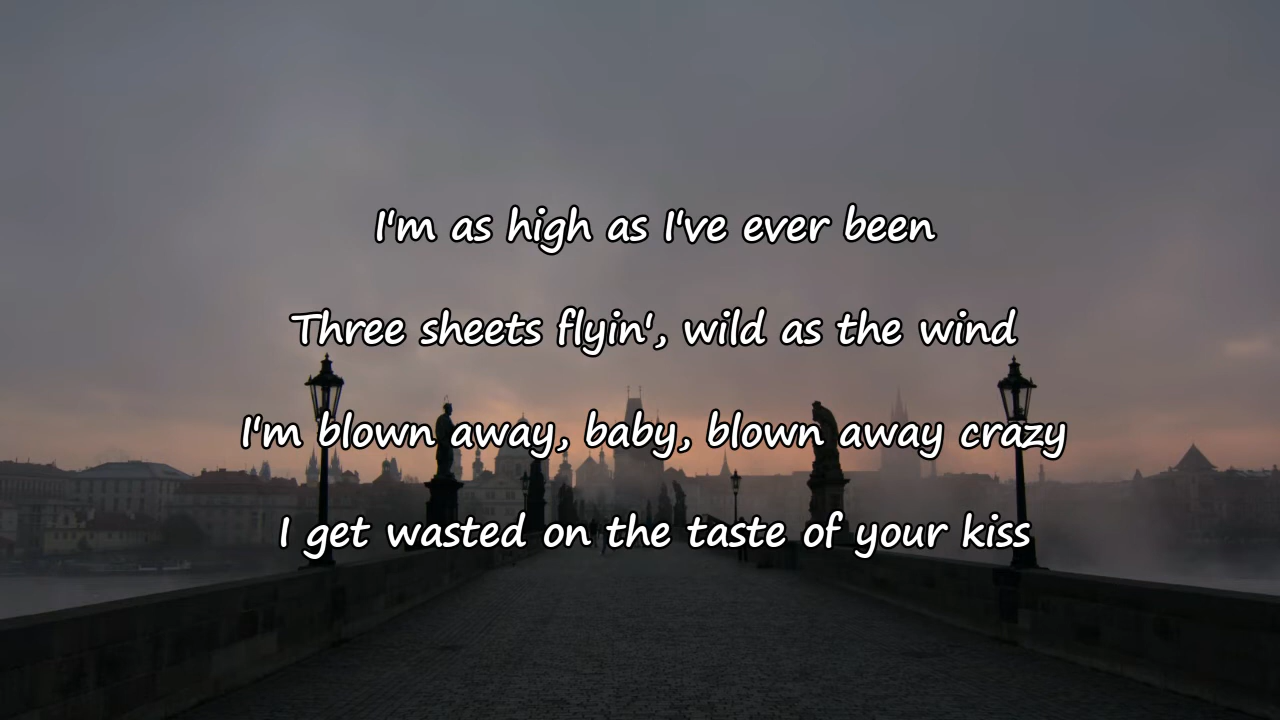 I'm as high as I've ever been
Three sheets flyin', wild as the wind
I'm blown away, baby, blown away crazy
I get wasted on the taste of your kiss